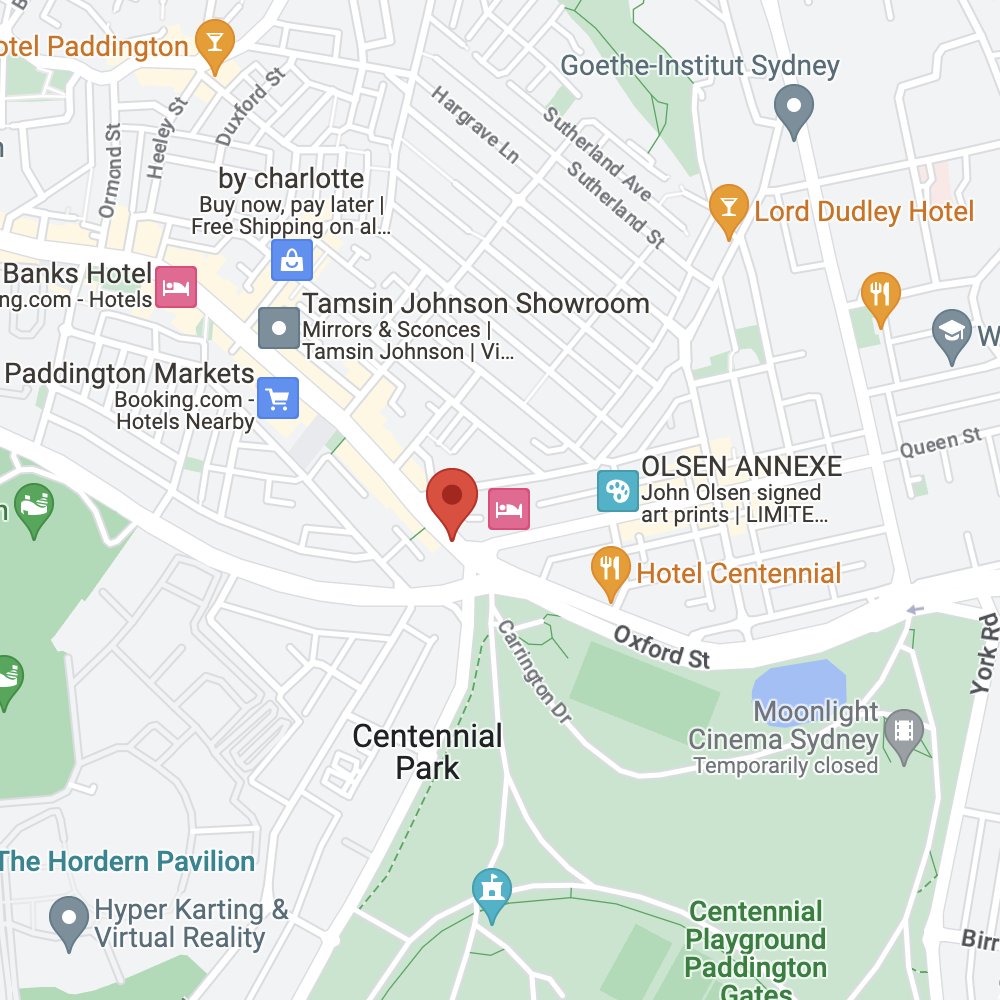 otel Paddington
Goethe-Institut Sydney
Duxford St
Heeley St
Ormond St
Hargrave Ln
Sutherland Ave
Sutherland St
by charlotte
Buy now, pay later |
Free Shipping on al...
Lord Dudley Hotel
Banks Hotel
ng.com - Hotels
Tamsin Johnson Showroom
Mirrors & Sconces |
Tamsin Johnson | Vi...
W
Paddington Markets
Booking.com -
Hotels Nearby
Queen St
OLSEN ANNEXE
John Olsen signed
art prints | LIMITE...
n
Hotel Centennial
Oxford St
Carrington Dr
York Rd
Centennial
Park
Moonlight
Cinema Sydney
Temporarily closed
The Hordern Pavilion
Hyper Karting &
Virtual Reality
Centennial
Playground
Paddington
Gates
Birr